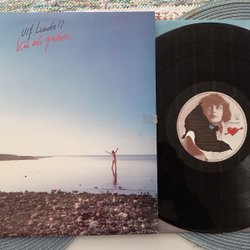 Ulf Lundell
Kär och galen